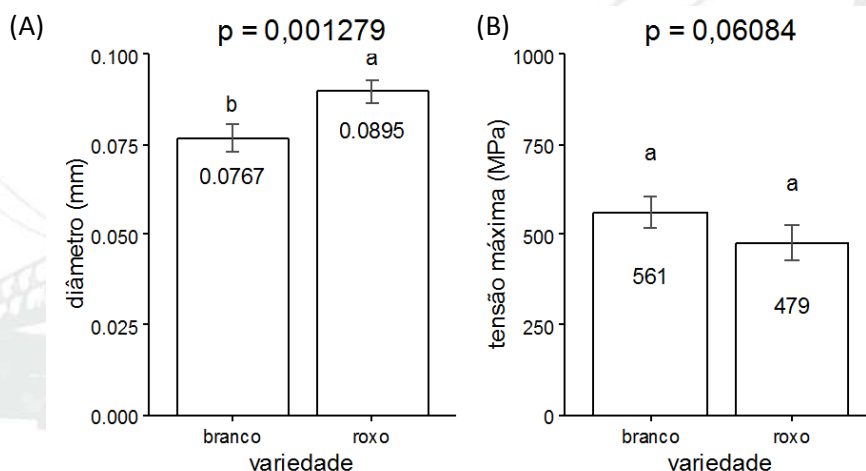 (A)
p = 0,001279
diâmetro (mm)
0.100
0.075
0.050
0.025
0.000
b
a
0.0767
0.0895
branco
roxo
variedade
(B)
p = 0,06084
tensão máxima (MPa)
1000
750
500
250
0
a
a
561
479
branco
roxo
variedade